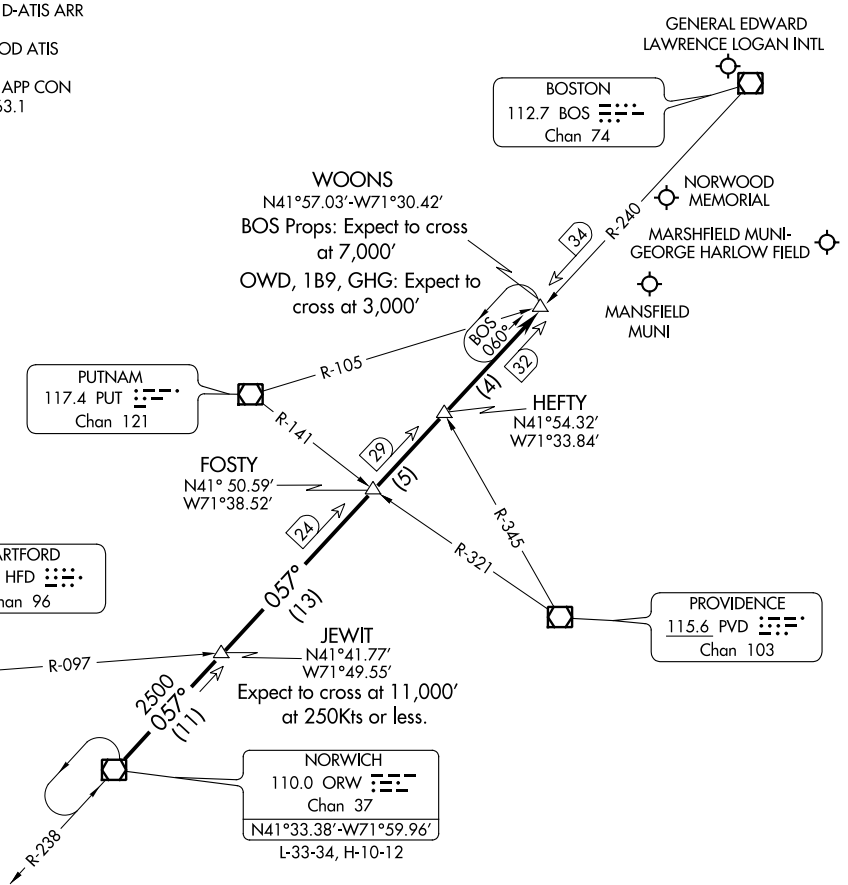 D-ATIS ARR
OD ATIS
APP CON
63.1
GENERAL EDWARD
LAWRENCE LOGAN INTL
BOSTON
112.7 BOS
Chan 74
WOONS
N41°57.03'-W71°30.42'
BOS Props: Expect to cross
at 7,000'
OWD, 1B9, GHG: Expect to
cross at 3,000'
34
R-240
NORWOOD
MEMORIAL
MARSHFIELD MUNI-
GEORGE HARLOW FIELD
MANSFIELD
MUNI
BOS
060°
32
(4)
R-105
PUTNAM
117.4 PUT
Chan 121
R-141
HEFTY
N41°54.32'
W71°33.84'
29
(5)
FOSTY
N41° 50.59'
W71°38.52'
24
R-345
R-321
ARTFORD
HFD
han 96
057°
(13)
PROVIDENCE
115.6 PVD
Chan 103
R-097
JEWIT
N41°41.77'
W71°49.55'
Expect to cross at 11,000'
at 250Kts or less.
2500
057°
(11)
NORWICH
110.0 ORW
Chan 37
N41°33.38'-W71°59.96'
L-33-34, H-10-12
R-238